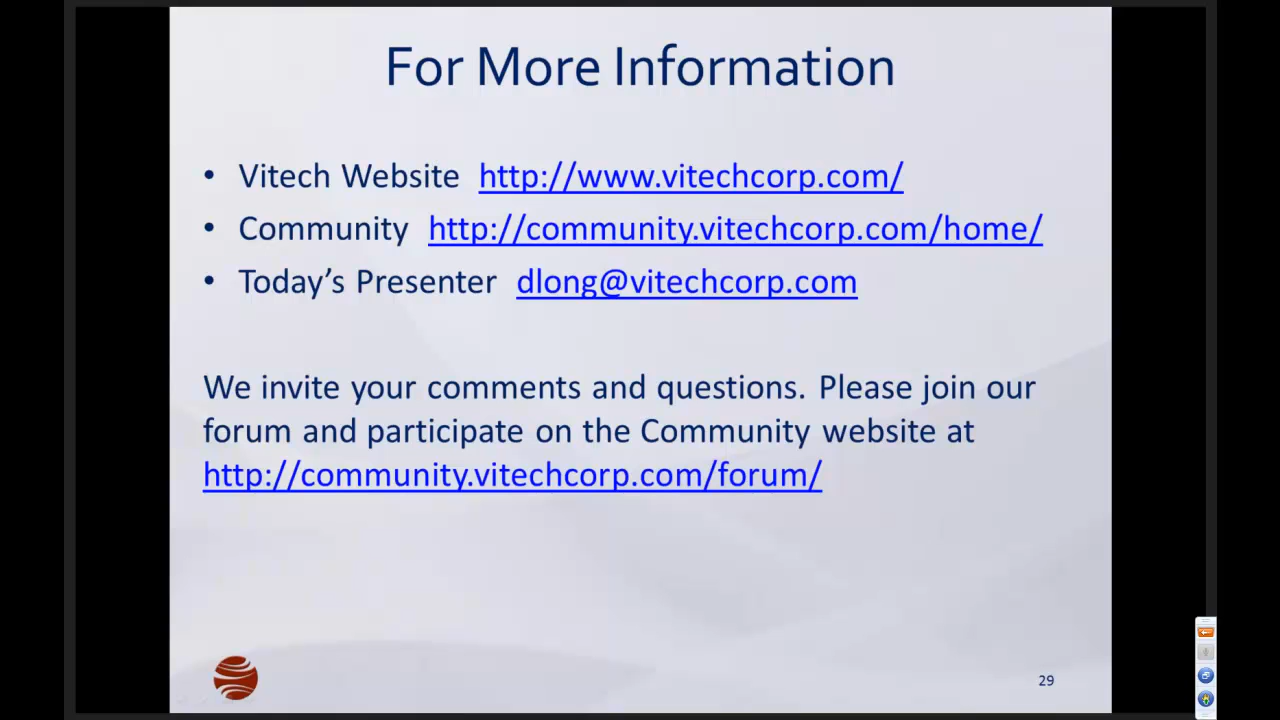 For More Information
• Vitech Website http://www.vitechcorp.com/
• Community http://community.vitechcorp.com/home/
• Today's Presenter dlong@vitechcorp.com
We invite your comments and questions. Please join our
forum and participate on the Community website at
http://community.vitechcorp.com/forum/
29